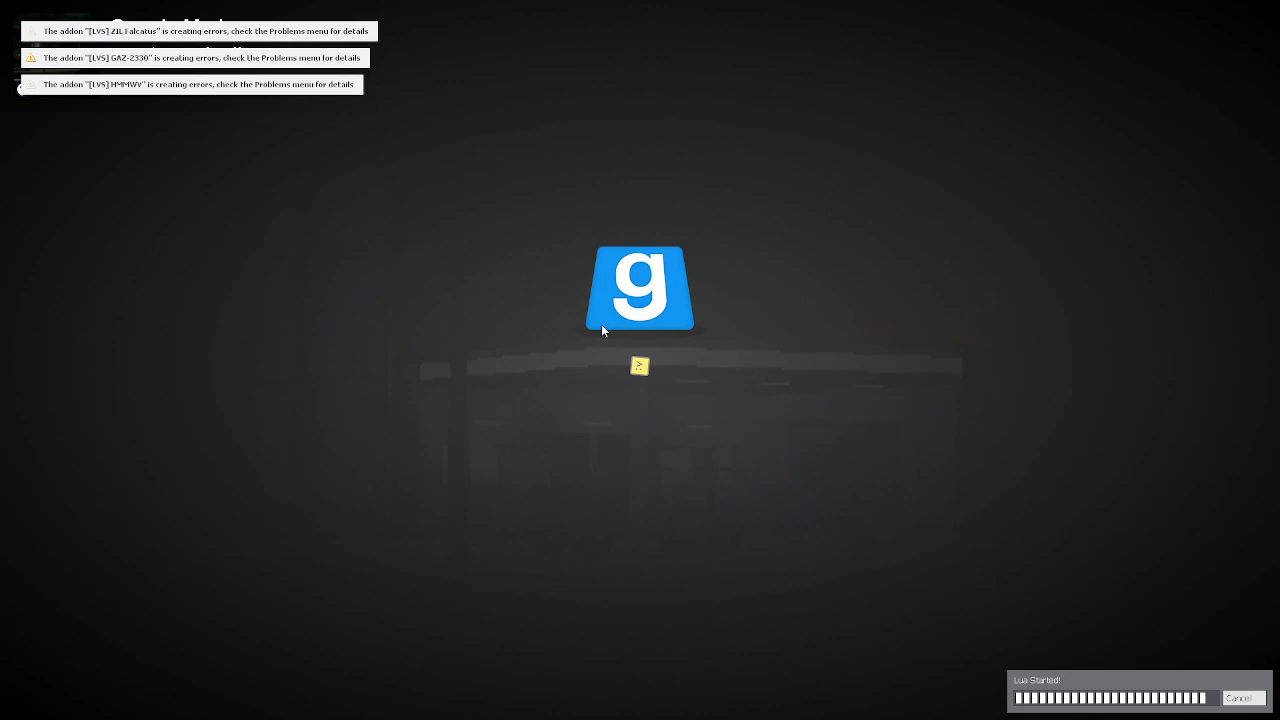 The addon "[LVS] ZIL Falcatus" is creating errors, check the Problems menu for details
The addon "[LVS] GAZ-2330" is creating errors, check the Problems menu for details
The addon "[LVS] HMMWV" is creating errors, check the Problems menu for details
g
Lua Started!
Cancel